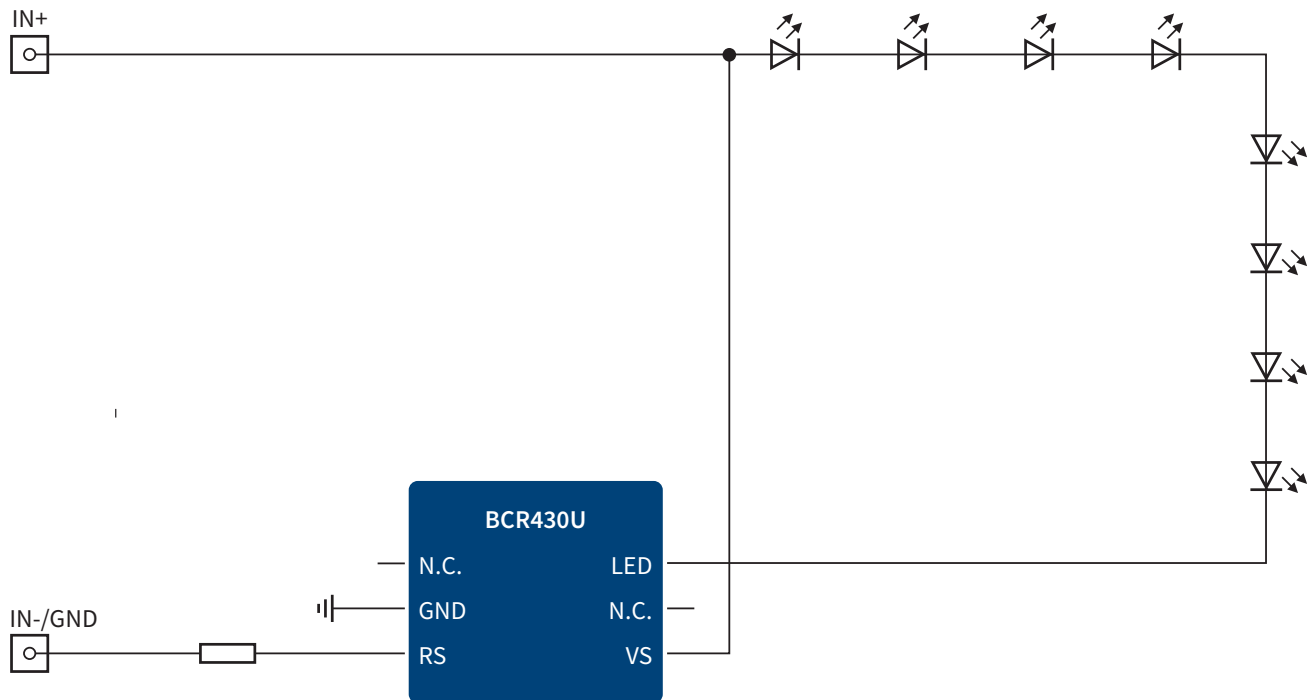 IN+
BCR430U
N.C.
LED
GND
N.C.
IN-/GND
RS
VS